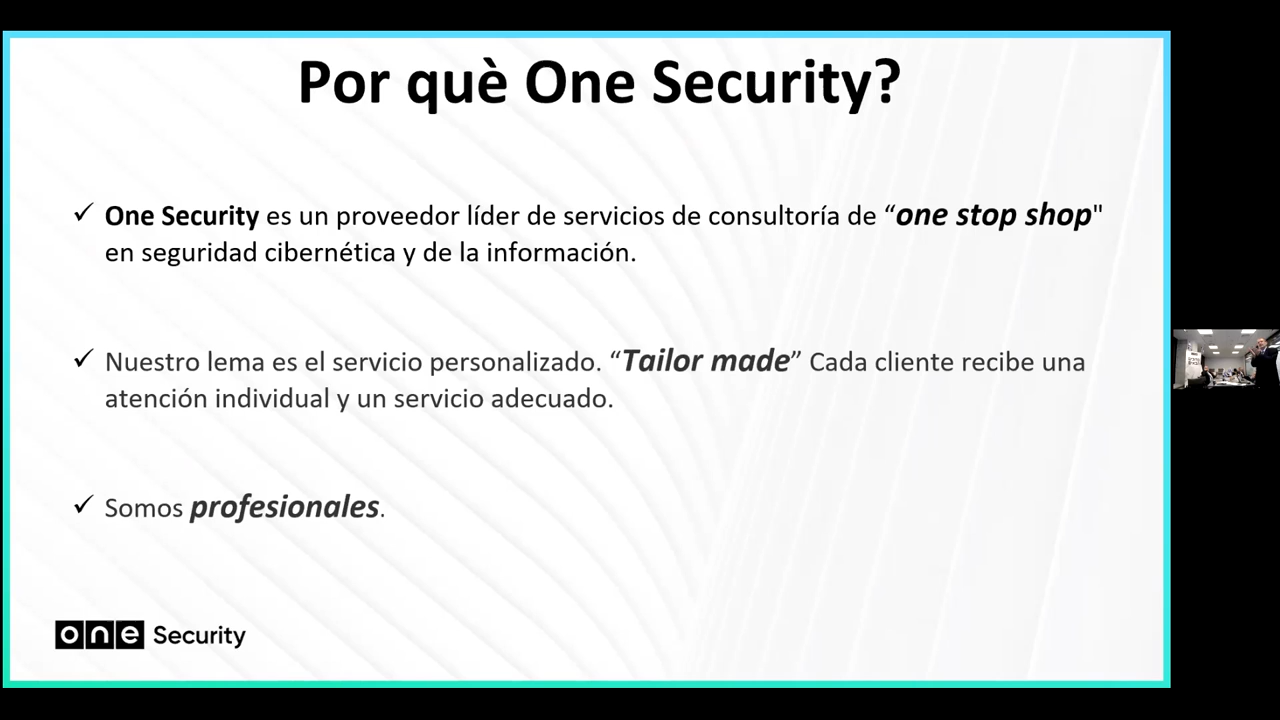 Por què One Security?
✓ One Security es un proveedor líder de servicios de consultoría de “one stop shop"
en seguridad cibernética y de la información.
✓ Nuestro lema es el servicio personalizado. “Tailor made” Cada cliente recibe una
atención individual y un servicio adecuado.
✓ Somos profesionales.
one Security